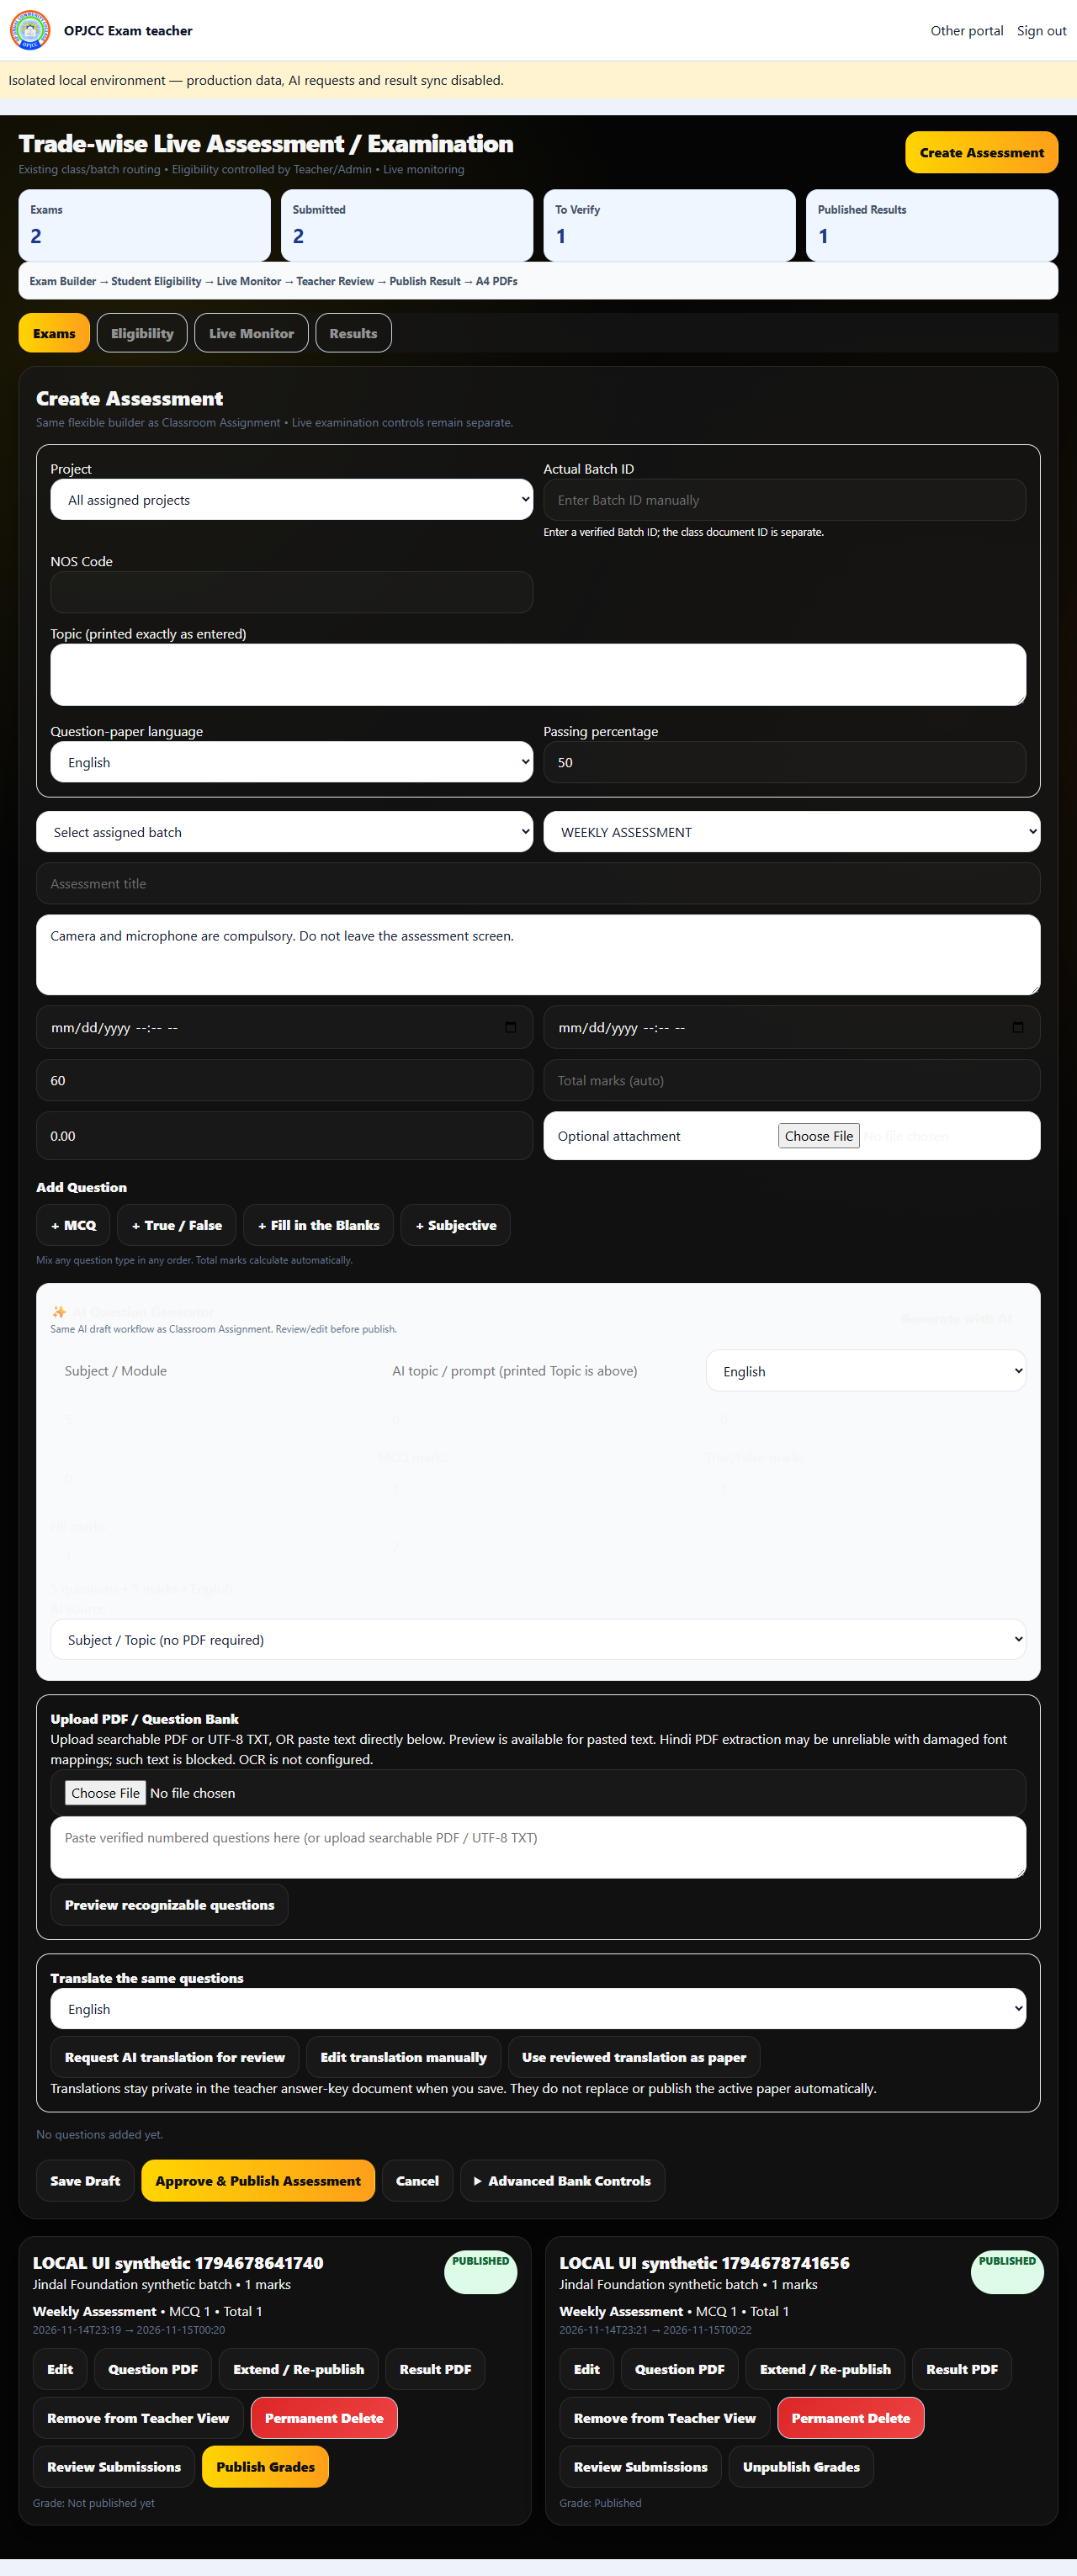 OPJCC Exam teacher
Other portal
Sign out
Isolated local environment — production data, AI requests and result sync disabled.
Trade-wise Live Assessment / Examination
Existing class/batch routing • Eligibility controlled by Teacher/Admin • Live monitoring
Create Assessment
Exams
2
Submitted
2
To Verify
1
Published Results
1
Exam Builder → Student Eligibility → Live Monitor → Teacher Review → Publish Result → A4 PDFs
Exams
Eligibility
Live Monitor
Results
Create Assessment
Same flexible builder as Classroom Assignment • Live examination controls remain separate.
Project
All assigned projects
Actual Batch ID
Enter Batch ID manually
Enter a verified Batch ID; the class document ID is separate.
NOS Code
Topic (printed exactly as entered)
Question-paper language
English
Passing percentage
50
Select assigned batch
WEEKLY ASSESSMENT
Assessment title
Camera and microphone are compulsory. Do not leave the assessment screen.
mm/dd/yyyy --:-- --
mm/dd/yyyy --:-- --
60
Total marks (auto)
0.00
Optional attachment
Choose File No file chosen
Add Question
+ MCQ
+ True / False
+ Fill in the Blanks
+ Subjective
Mix any question type in any order. Total marks calculate automatically.
AI Question Generator
Generate with AI
Same AI draft workflow as Classroom Assignment. Review/edit before publish.
Subject / Module
AI topic / prompt (printed Topic is above)
English
Subject / Topic (no PDF required)
Upload PDF / Question Bank
Upload searchable PDF or UTF-8 TXT, OR paste text directly below. Preview is available for pasted text. Hindi PDF extraction may be unreliable with damaged font
mappings; such text is blocked. OCR is not configured.
Choose File No file chosen
Paste verified numbered questions here (or upload searchable PDF / UTF-8 TXT)
Preview recognizable questions
Translate the same questions
English
Request AI translation for review
Edit translation manually
Use reviewed translation as paper
Translations stay private in the teacher answer-key document when you save. They do not replace or publish the active paper automatically.
No questions added yet.
Save Draft
Approve & Publish Assessment
Cancel
▶ Advanced Bank Controls
LOCAL UI synthetic 1794678641740
PUBLISHED
Jindal Foundation synthetic batch • 1 marks
Weekly Assessment • MCQ 1 • Total 1
2026-11-14T23:19 → 2026-11-15T00:20
Edit
Question PDF
Extend / Re-publish
Result PDF
Remove from Teacher View
Permanent Delete
Review Submissions
Publish Grades
Grade: Not published yet
LOCAL UI synthetic 1794678741656
PUBLISHED
Jindal Foundation synthetic batch • 1 marks
Weekly Assessment • MCQ 1 • Total 1
2026-11-14T23:21 → 2026-11-15T00:22
Edit
Question PDF
Extend / Re-publish
Result PDF
Remove from Teacher View
Permanent Delete
Review Submissions
Unpublish Grades
Grade: Published